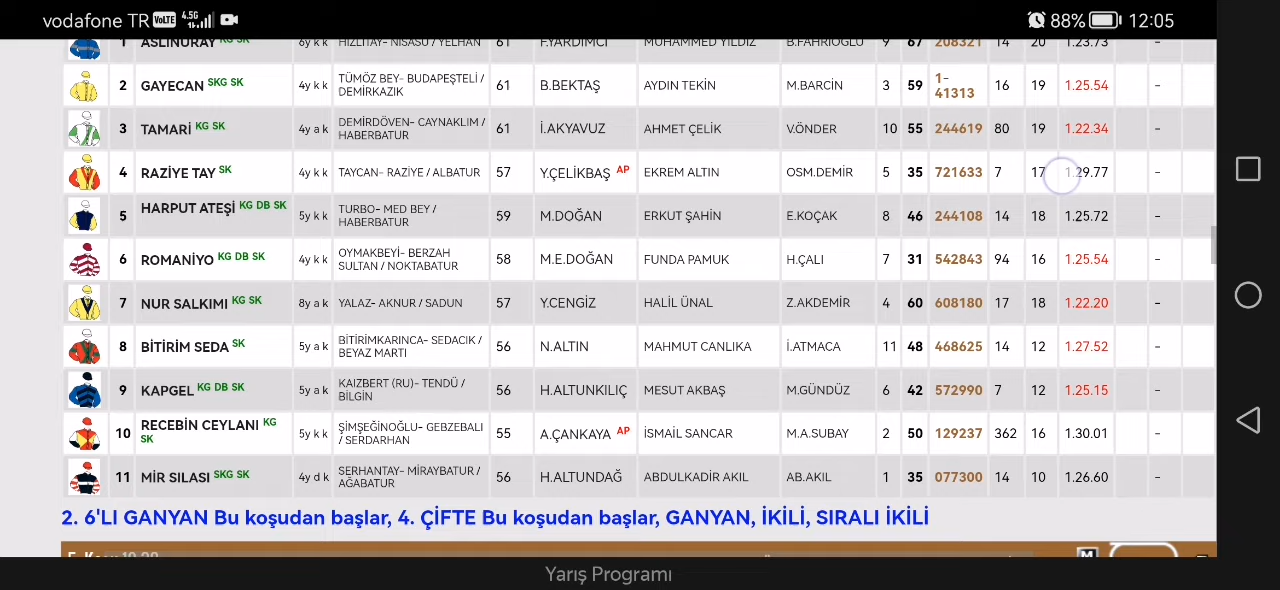 vodafone TR VoLTE 4.5G 88% 12:05
1 ASLINURAY KG SK 6y k k HIZLITAY- NİSASU / YELHAN 61 F.YARDIMCI MUHAMMED YILDIZ B.FAHRİOĞLU 9 67 208321 14 20 1.23.73 -
2 GAYECAN SKG SK 4y k k TÜMÖZ BEY- BUDAPEŞTELİ / DEMİRKAZIK 61 B.BEKTAŞ AYDIN TEKİN M.BARCİN 3 59 1-41313 16 19 1.25.54 -
3 TAMARİ KG SK 4y a k DEMİRDÖVEN- CAYNAKLIM / HABERBATUR 61 İ.AKYAVUZ AHMET ÇELİK V.ÖNDER 10 55 244619 80 19 1.22.34 -
4 RAZİYE TAY SK 4y k k TAYCAN- RAZİYE / ALBATUR 57 Y.ÇELİKBAŞ AP EKREM ALTIN OSM.DEMİR 5 35 721633 7 17 1.29.77 -
5 HARPUT ATEŞİ KG DB SK 5y k k TURBO- MED BEY / HABERBATUR 59 M.DOĞAN ERKUT ŞAHİN E.KOÇAK 8 46 244108 14 18 1.25.72 -
6 ROMANİYO KG DB SK 4y k k OYMAKBEYİ- BERZAH SULTAN / NOKTABATUR 58 M.E.DOĞAN FUNDA PAMUK H.ÇALI 7 31 542843 94 16 1.25.54 -
7 NUR SALKIMI KG SK 8y a k YALAZ- AKNUR / SADUN 57 Y.CENGİZ HALİL ÜNAL Z.AKDEMİR 4 60 608180 17 18 1.22.20 -
8 BİTİRİM SEDA SK 5y a k BİTİRİMKARINCA- SEDACIK / BEYAZ MARTI 56 N.ALTIN MAHMUT CANLIKA İ.ATMACA 11 48 468625 14 12 1.27.52 -
9 KAPGEL KG DB SK 5y a k KAIZBERT (RU)- TENDÜ / BİLGİN 56 H.ALTUNKILIÇ MESUT AKBAŞ M.GÜNDÜZ 6 42 572990 7 12 1.25.15 -
10 RECEBİN CEYLANI KG SK 5y k k ŞİMŞEĞİNOĞLU- GEBZEBALI / SERDARHAN 55 A.ÇANKAYA AP İSMAİL SANCAR M.A.SUBAY 2 50 129237 362 16 1.30.01 -
11 MİR SILASI SKG SK 4y d k SERHANTAY- MİRAYBATUR / AĞABATUR 56 H.ALTUNDAĞ ABDULKADİR AKIL AB.AKIL 1 35 077300 14 10 1.26.60 -
2. 6'LI GANYAN Bu koşudan başlar, 4. ÇİFTE Bu koşudan başlar, GANYAN, İKİLİ, SIRALI İKİLİ
Yarış Programı